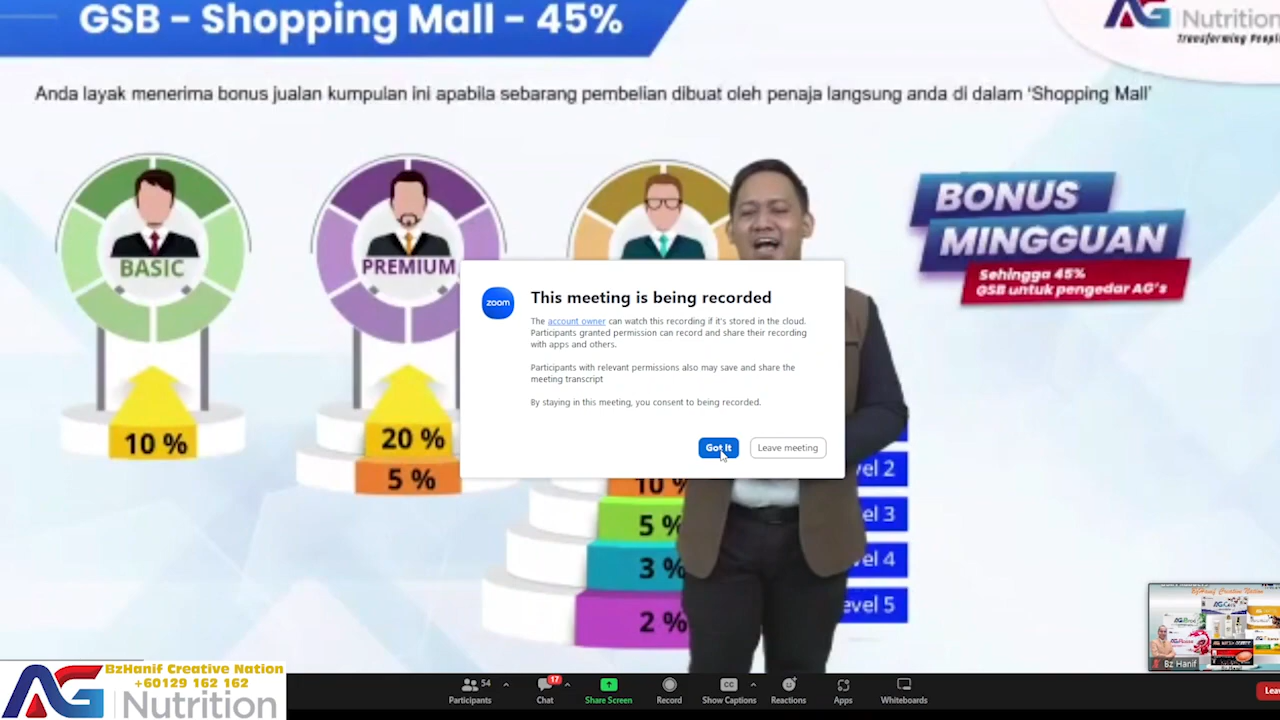 GSB - Shopping Mall - 45%
AG Nutrition
Anda layak menerima bonus jualan kumpulan ini apabila sebarang pembelian dibuat oleh penaja langsung anda di dalam 'Shopping Mall'
BASIC
PREMIUM
BONUS
MINGGUAN
Sehingga 45%
GSB untuk pengedar AG's
zoom
This meeting is being recorded
The account owner can watch this recording if it's stored in the cloud.
Participants granted permission can record and share their recording
with apps and others.
Participants with relevant permissions also may save and share the
meeting transcript
By staying in this meeting, you consent to being recorded.
Got It
Leave meeting
10 %
20 %
5 %
10 %
5 %
3 %
2 %
vel 2
vel 3
vel 4
evel 5
Bz Hanif
AG Nutrition
BzHanif Creative Nation
+60129 162 162
54
Participants
17
Chat
Share Screen
Record
CC
Show Captions
Reactions
Apps
Whiteboards